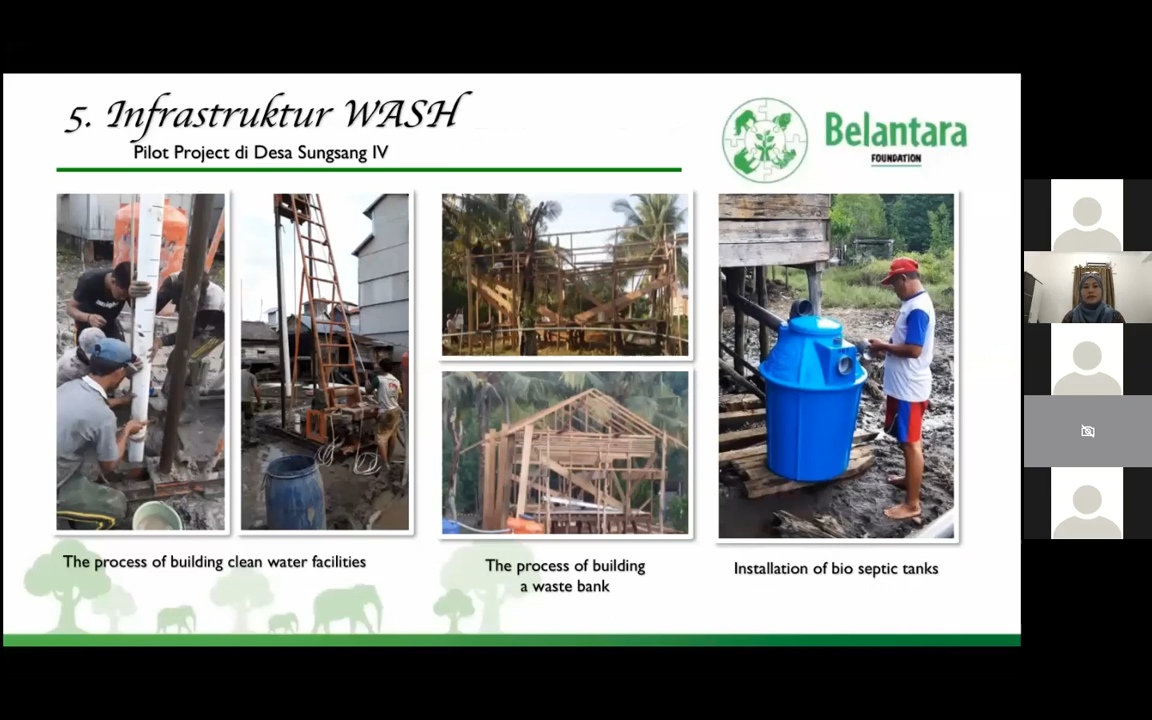 5. Infrastruktur WASH
Pilot Project di Desa Sungsang IV
Belantara
FOUNDATION
The process of building clean water facilities
The process of building
a waste bank
Installation of bio septic tanks